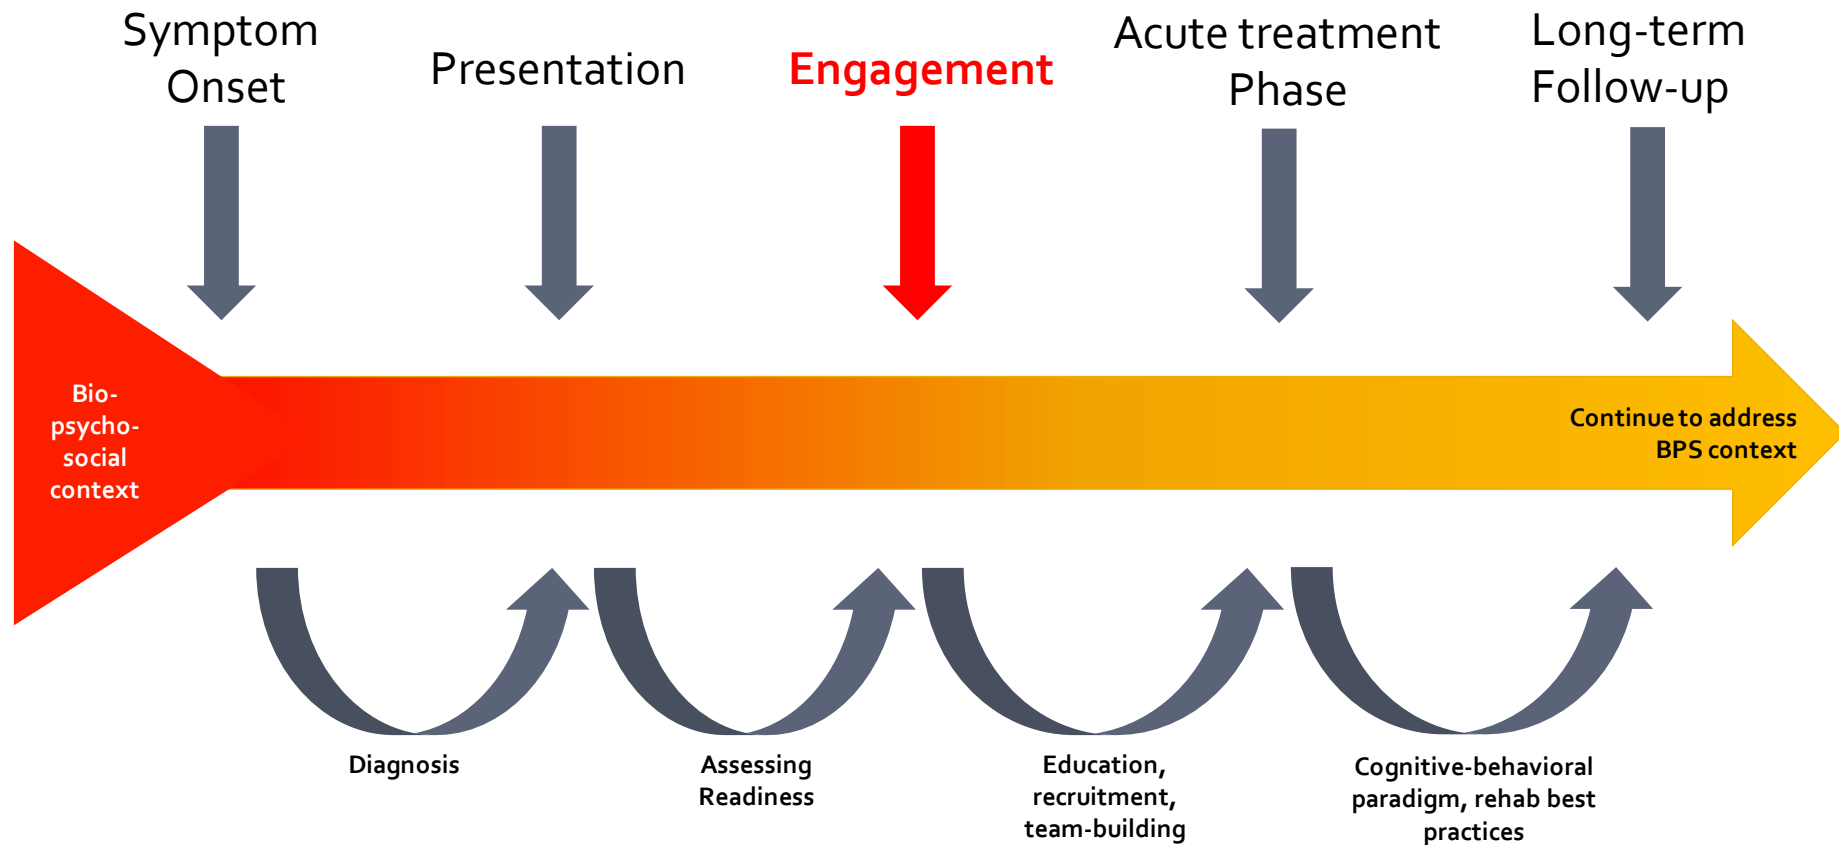 Symptom
Onset
Presentation
Engagement
Acute treatment
Phase
Long-term
Follow-up
Bio-
psycho-
social
context
Continue to address
BPS context
Diagnosis
Assessing
Readiness
Education,
recruitment,
team-building
Cognitive-behavioral
paradigm, rehab best
practices